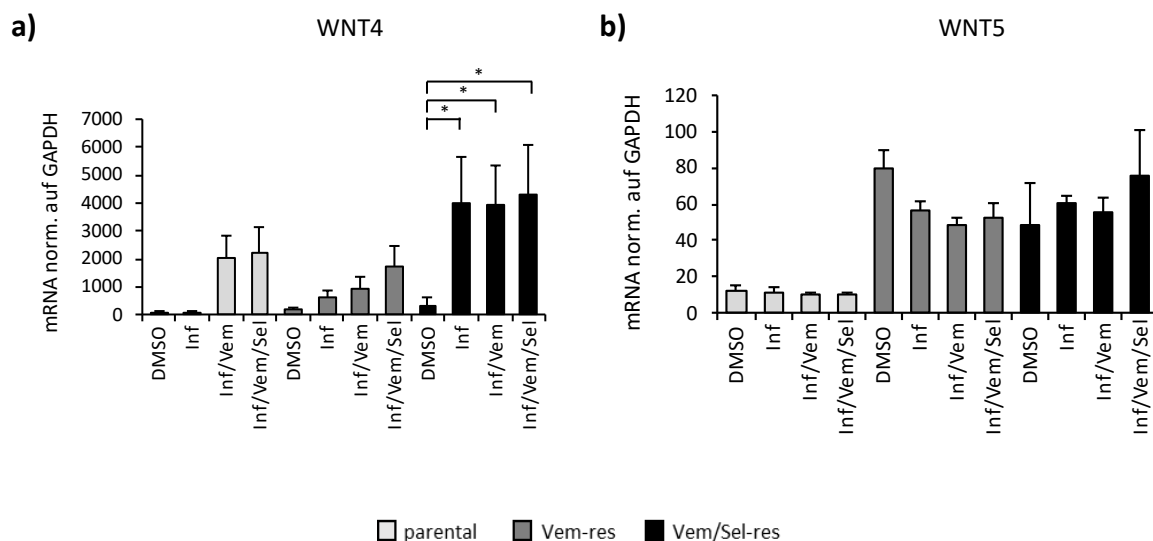 a)
WNT4
mRNA norm. auf GAPDH
7000
6000
5000
4000
3000
2000
1000
0
*
*
*
DMSO
Inf
Inf/Vem
Inf/Vem/Sel
DMSO
Inf
Inf/Vem
Inf/Vem/Sel
DMSO
Inf
Inf/Vem
Inf/Vem/Sel
b)
WNT5
mRNA norm. auf GAPDH
120
100
80
60
40
20
0
DMSO
Inf
Inf/Vem
Inf/Vem/Sel
DMSO
Inf
Inf/Vem
Inf/Vem/Sel
DMSO
Inf
Inf/Vem
Inf/Vem/Sel
parental
Vem-res
Vem/Sel-res